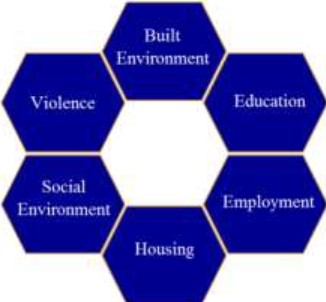 Built
Environment
Education
Employment
Housing
Social
Environment
Violence